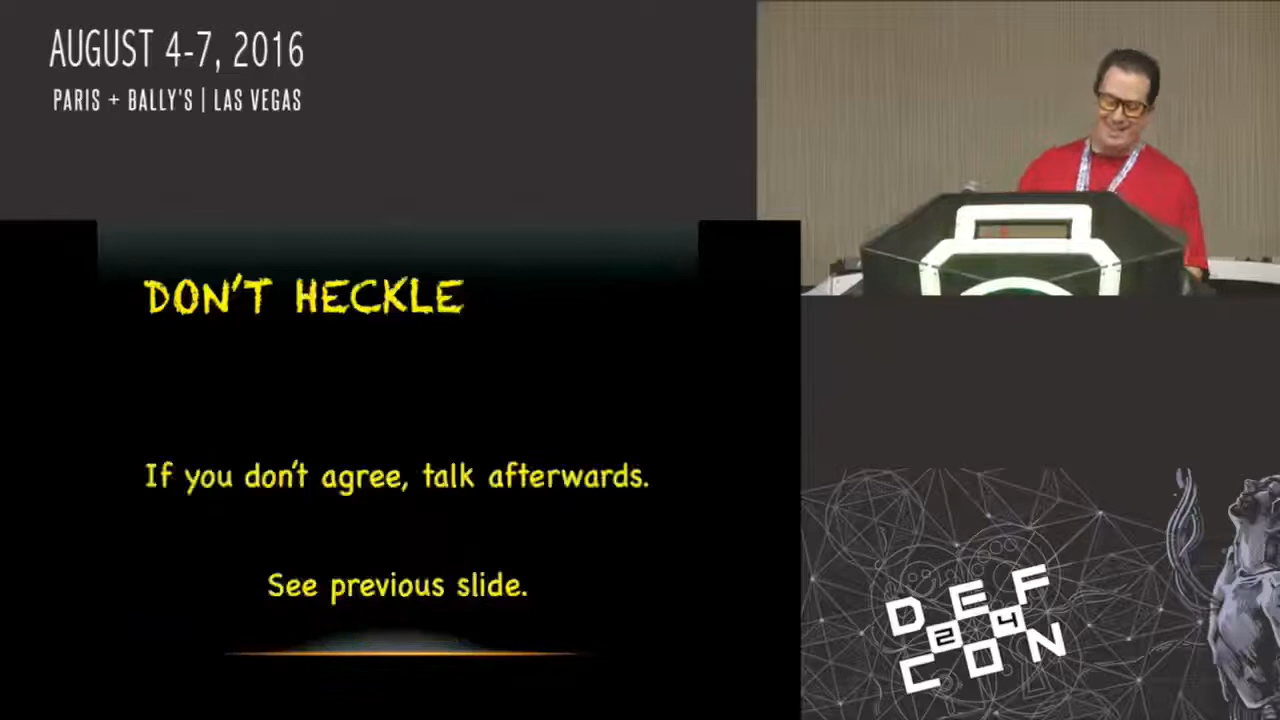 AUGUST 4-7, 2016
PARIS + BALLY'S | LAS VEGAS
DON'T HECKLE
If you don't agree, talk afterwards.
See previous slide.
DEF
24
CON